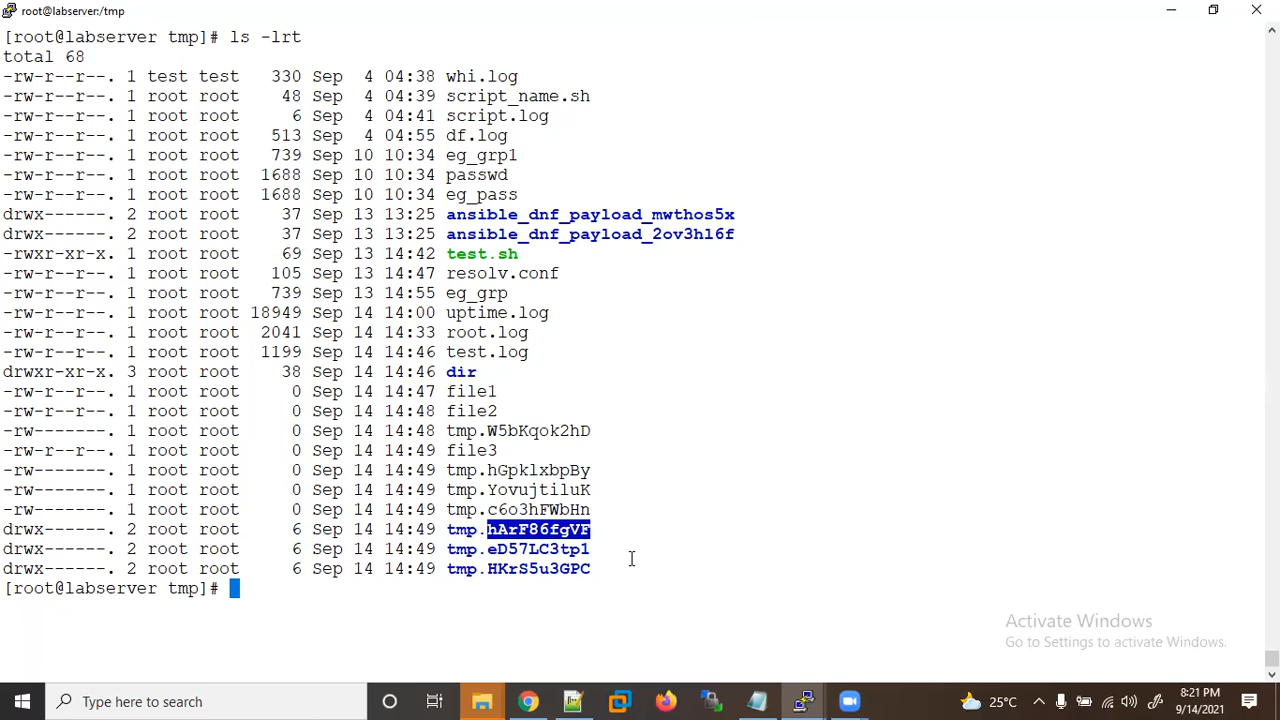 root@labserver:/tmp
[root@labserver tmp]# ls -lrt
total 68
-rw-r--r--. 1 test test   330 Sep  4 04:38 whi.log
-rw-r--r--. 1 root root    48 Sep  4 04:39 script_name.sh
-rw-r--r--. 1 root root     6 Sep  4 04:41 script.log
-rw-r--r--. 1 root root   513 Sep  4 04:55 df.log
-rw-r--r--. 1 root root   739 Sep 10 10:34 eg_grp1
-rw-r--r--. 1 root root  1688 Sep 10 10:34 passwd
-rw-r--r--. 1 root root  1688 Sep 10 10:34 eg_pass
drwx------. 2 root root    37 Sep 13 13:25 ansible_dnf_payload_mwthos5x
drwx------. 2 root root    37 Sep 13 13:25 ansible_dnf_payload_2ov3hl6f
-rwxr-xr-x. 1 root root    69 Sep 13 14:42 test.sh
-rw-r--r--. 1 root root   105 Sep 13 14:47 resolv.conf
-rw-r--r--. 1 root root   739 Sep 13 14:55 eg_grp
-rw-r--r--. 1 root root 18949 Sep 14 14:00 uptime.log
-rw-r--r--. 1 root root  2041 Sep 14 14:33 root.log
-rw-r--r--. 1 root root  1199 Sep 14 14:46 test.log
drwxr-xr-x. 3 root root    38 Sep 14 14:46 dir
-rw-r--r--. 1 root root     0 Sep 14 14:47 file1
-rw-r--r--. 1 root root     0 Sep 14 14:48 file2
-rw-------. 1 root root     0 Sep 14 14:48 tmp.W5bKqok2hD
-rw-r--r--. 1 root root     0 Sep 14 14:49 file3
-rw-------. 1 root root     0 Sep 14 14:49 tmp.hGpklxbpBy
-rw-------. 1 root root     0 Sep 14 14:49 tmp.YovujtiluK
-rw-------. 1 root root     0 Sep 14 14:49 tmp.c6o3hFWbHn
drwx------. 2 root root     6 Sep 14 14:49 tmp.hArF86fgVF
drwx------. 2 root root     6 Sep 14 14:49 tmp.eD57LC3tp1
drwx------. 2 root root     6 Sep 14 14:49 tmp.HKrS5u3GPC
[root@labserver tmp]#
Activate Windows
Go to Settings to activate Windows.
Type here to search
25°C
8:21 PM
9/14/2021